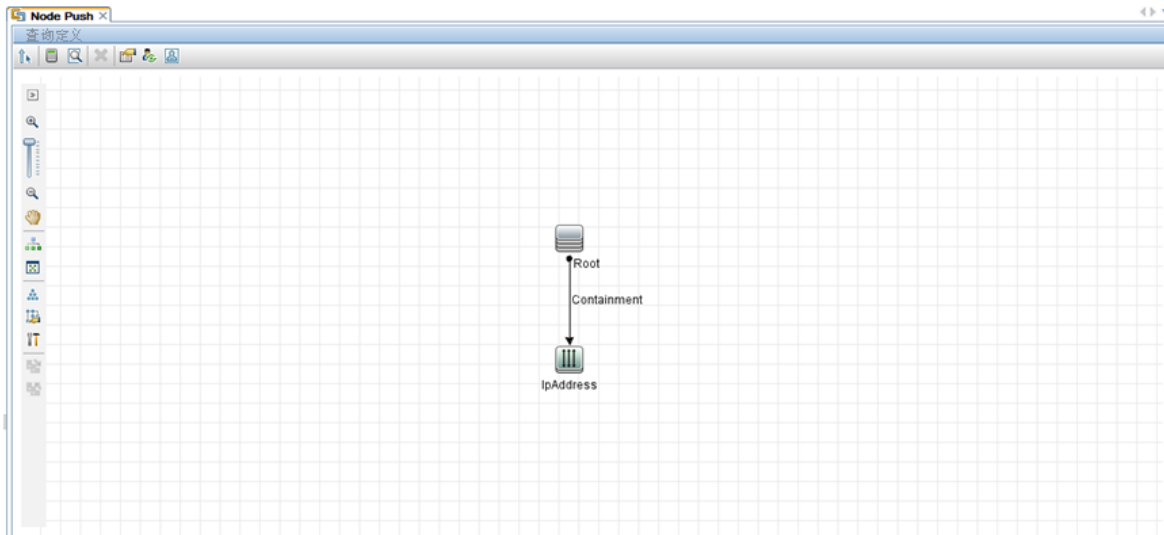 Node Push
查询定义
Root
Containment
IpAddress